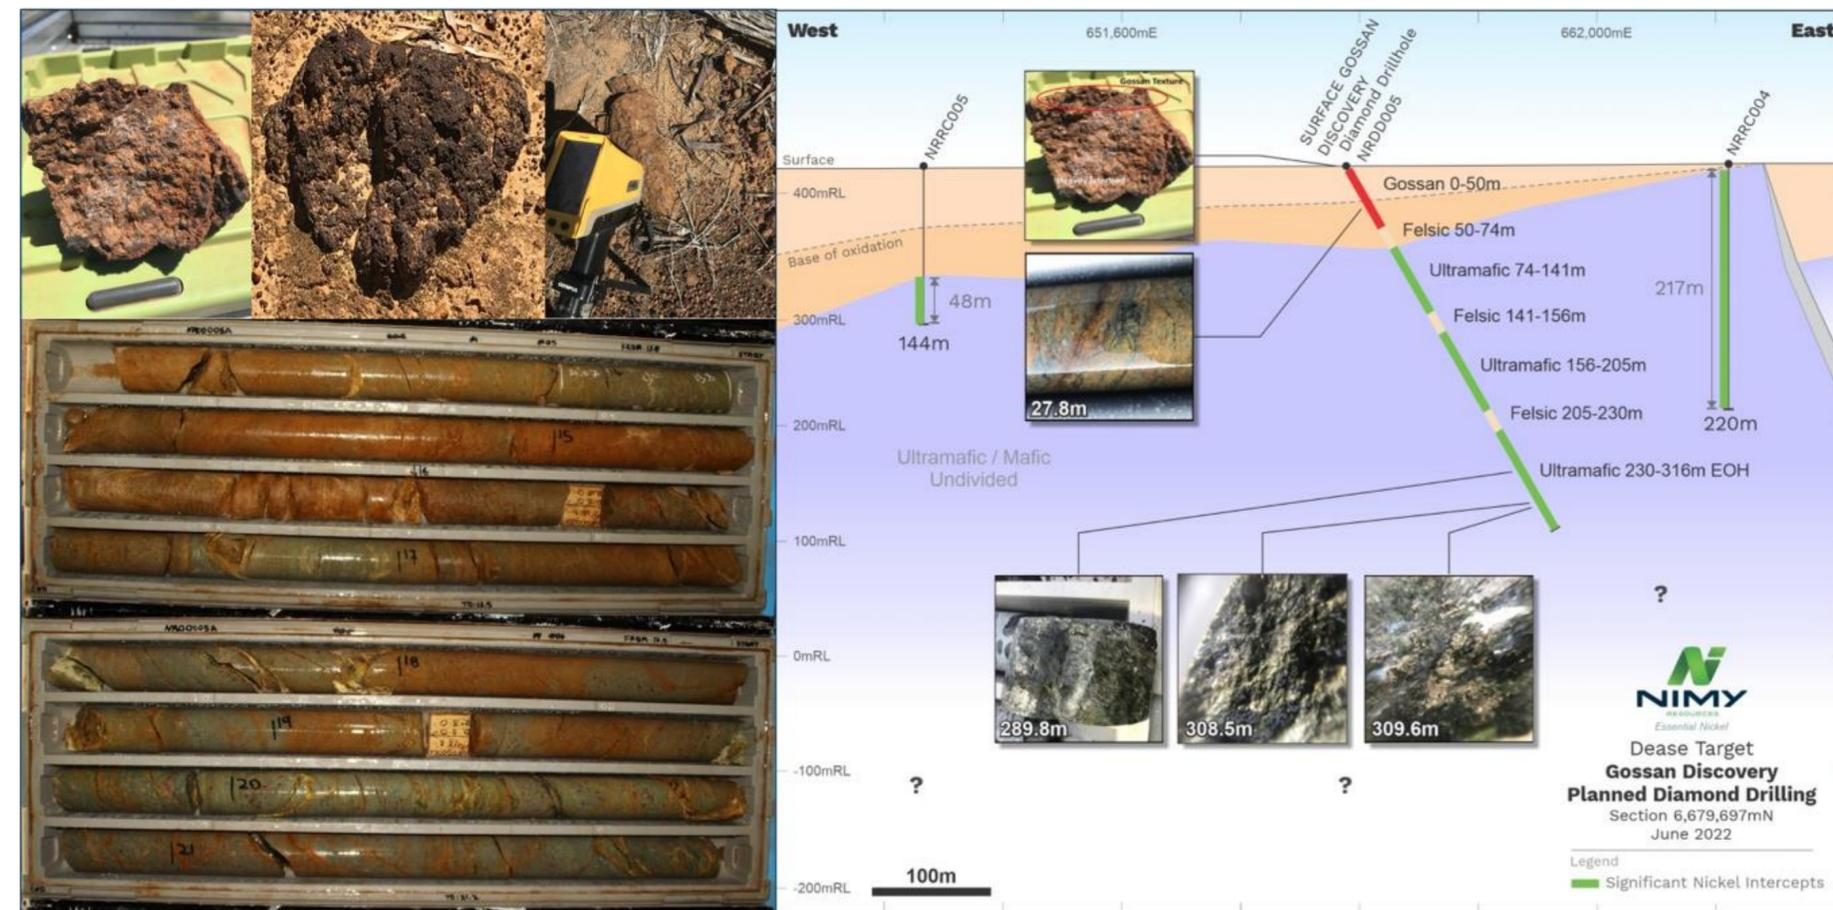 West
651,600mE
662,000mE
East
NRRC005
SURFACE GOSSAN
DISCOVERY
Diamond Drillhole
NRDD005
NRRC004
Gossan Texture
Surface
400mRL
Gossan 0-50m
Felsic 50-74m
Base of oxidation
Ultramafic 74-141m
48m
217m
300mRL
Felsic 141-156m
144m
Ultramafic 156-205m
27.8m
Felsic 205-230m
200mRL
220m
Ultramafic / Mafic
Undivided
Ultramafic 230-316m EOH
100mRL
?
0mRL
289.8m
308.5m
309.6m
NIMY
RESOURCES
Essential Nickel
Dease Target
Gossan Discovery
Planned Diamond Drilling
Section 6,679,697mN
June 2022
-100mRL
?
?
Legend
Significant Nickel Intercepts
100m
-200mRL
15
16
17
18
19
20
21